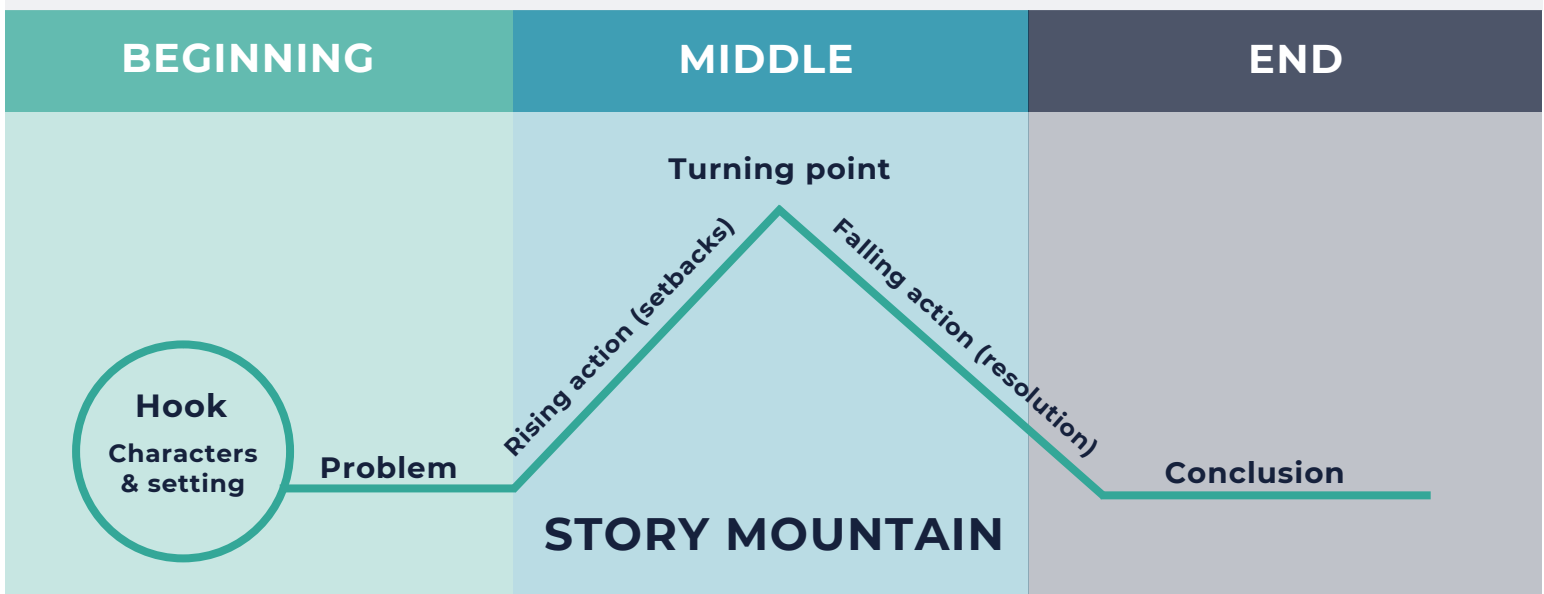 BEGINNING
MIDDLE
END
Hook
Characters
& setting
Problem
Rising action (setbacks)
Turning point
Falling action (resolution)
Conclusion
STORY MOUNTAIN